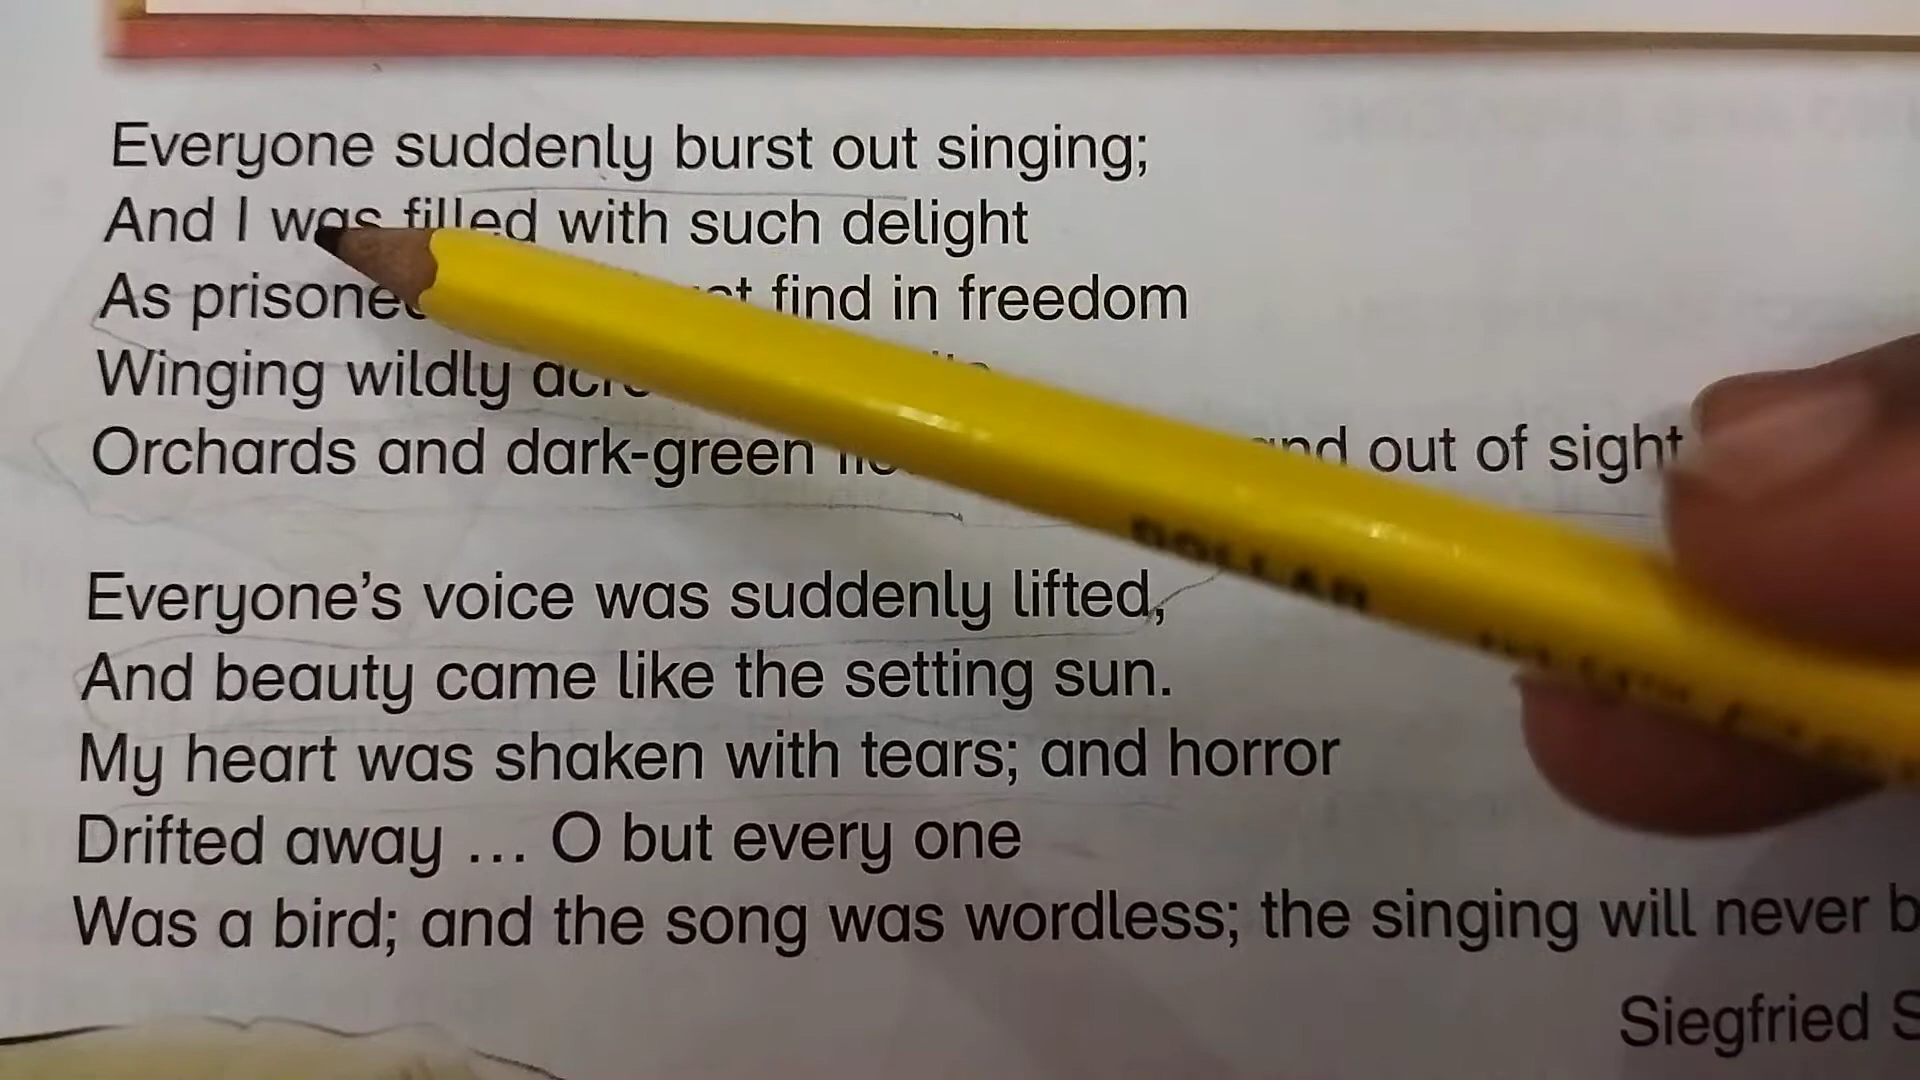 Everyone suddenly burst out singing;
And I was filled with such delight
As find in freedom
Winging wildly
Orchards and dark-green and out of sight
Everyone's voice was suddenly lifted,
And beauty came like the setting sun.
My heart was shaken with tears; and horror
Drifted away ... O but every one
Was a bird; and the song was wordless; the singing will never
Siegfried
DOLLAR